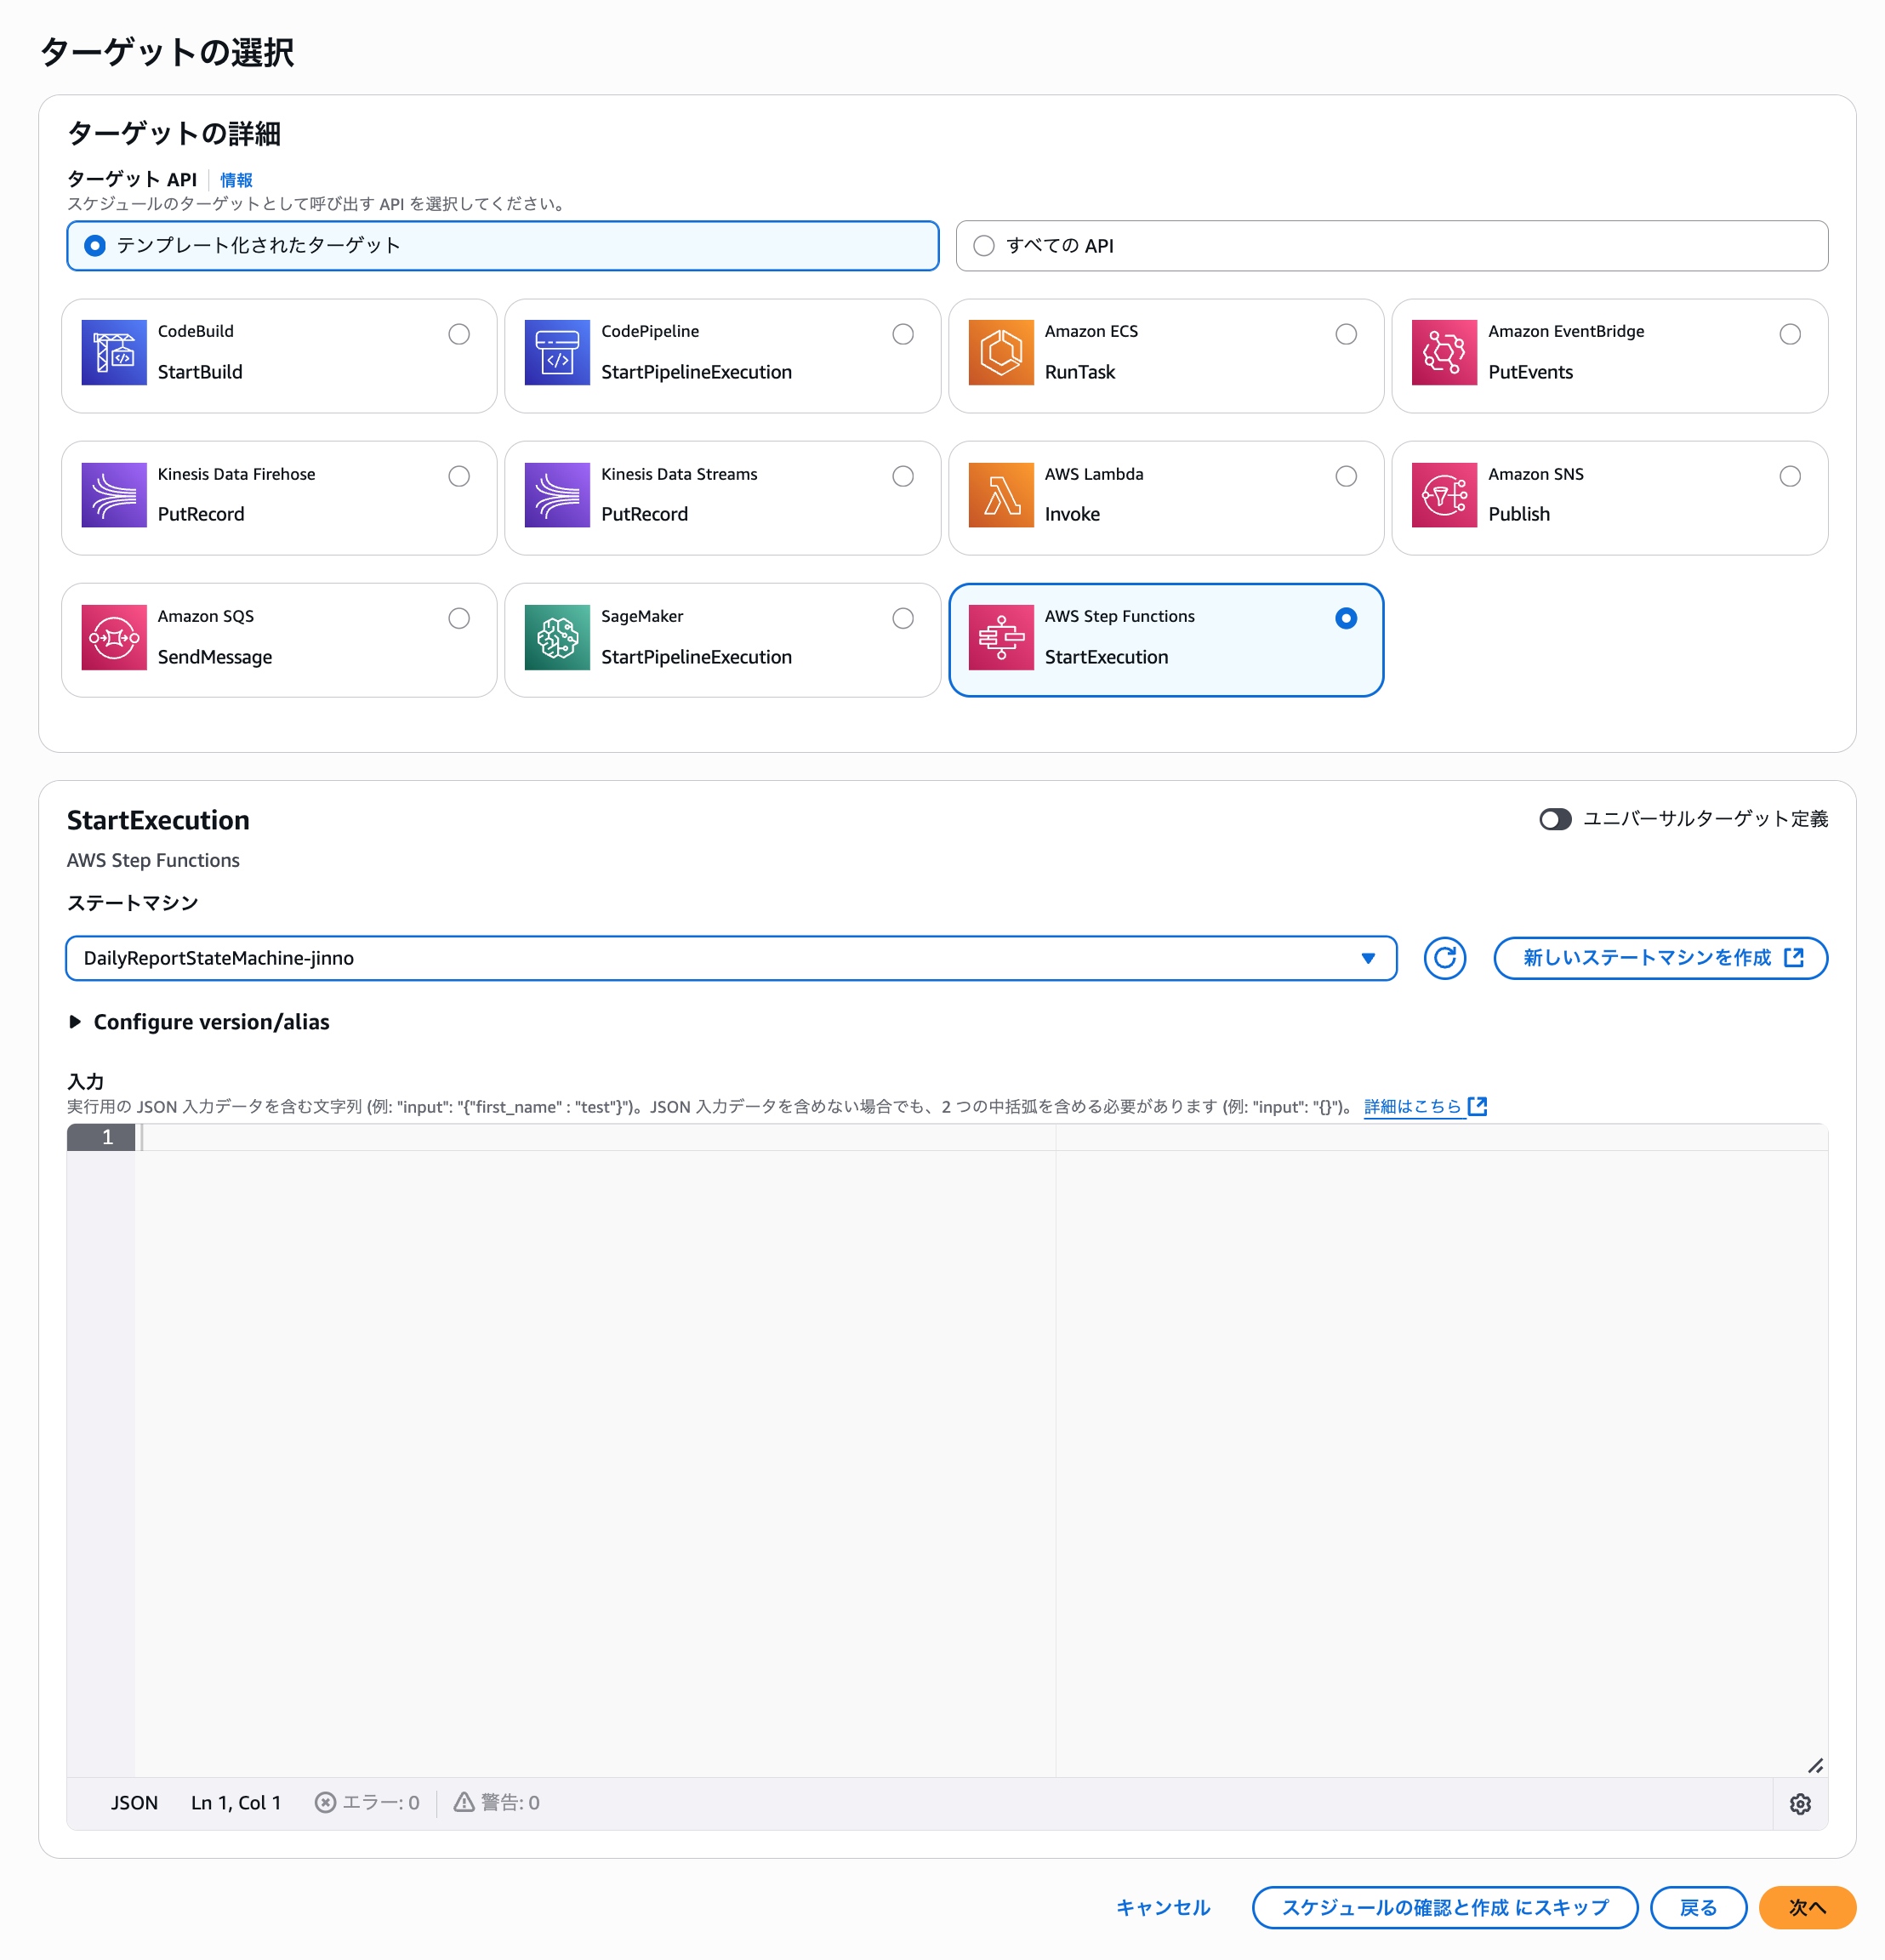 ターゲットの選択
ターゲットの詳細
ターゲット API 情報
スケジュールのターゲットとして呼び出す API を選択してください。
テンプレート化されたターゲット
すべての API
CodeBuild
StartBuild
CodePipeline
StartPipelineExecution
Amazon ECS
RunTask
Amazon EventBridge
PutEvents
Kinesis Data Firehose
PutRecord
Kinesis Data Streams
PutRecord
AWS Lambda
Invoke
Amazon SNS
Publish
Amazon SQS
SendMessage
SageMaker
StartPipelineExecution
AWS Step Functions
StartExecution
StartExecution
ユニバーサルターゲット定義
AWS Step Functions
ステートマシン
DailyReportStateMachine-jinno
新しいステートマシンを作成
Configure version/alias
入力
実行用の JSON 入力データを含む文字列 (例: "input": "{"first_name" : "test"}")。JSON 入力データを含めない場合でも、2 つの中括弧を含める必要があります (例: "input": "{}")。 詳細はこちら
1
JSON Ln 1, Col 1 エラー: 0 警告: 0
キャンセル
スケジュールの確認と作成 にスキップ
戻る
次へ